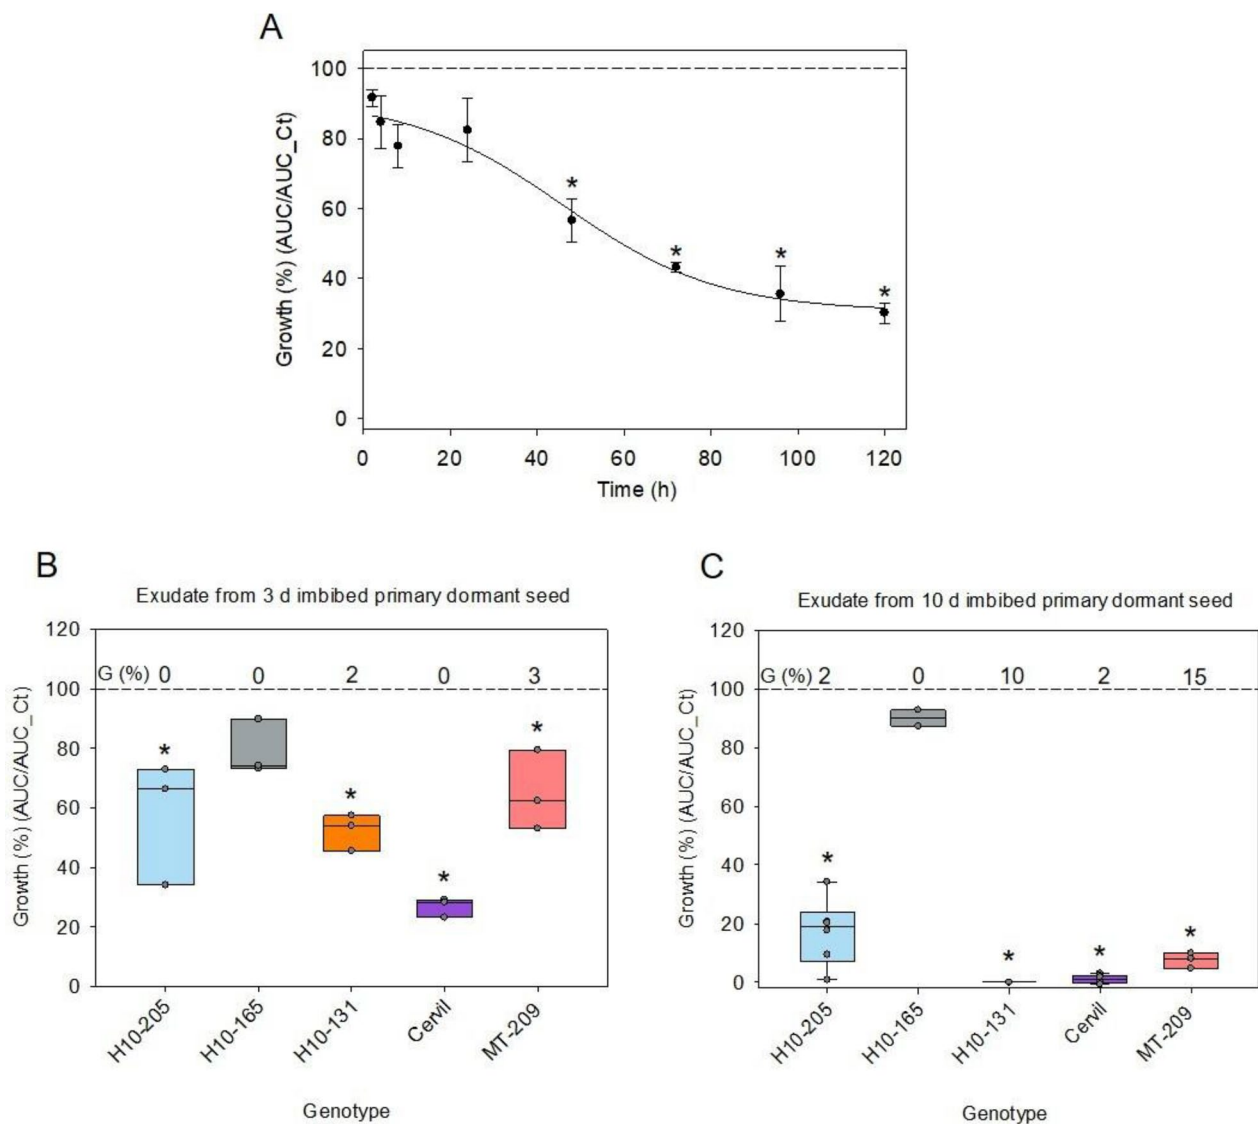 A
Growth (%) (AUC/AUC_Ct)
100
80
60
40
20
0
*
*
*
*
0 20 40 60 80 100 120
Time (h)
B
Exudate from 3 d imbibed primary dormant seed
Growth (%) (AUC/AUC_Ct)
120
100
80
60
40
20
0
G (%) 0 0 2 0 3
*
*
*
*
H10-205 H10-165 H10-131 Cervil MT-209
Genotype
C
Exudate from 10 d imbibed primary dormant seed
Growth (%) (AUC/AUC_Ct)
120
100
80
60
40
20
0
G (%) 2 0 10 2 15
*
*
*
*
H10-205 H10-165 H10-131 Cervil MT-209
Genotype